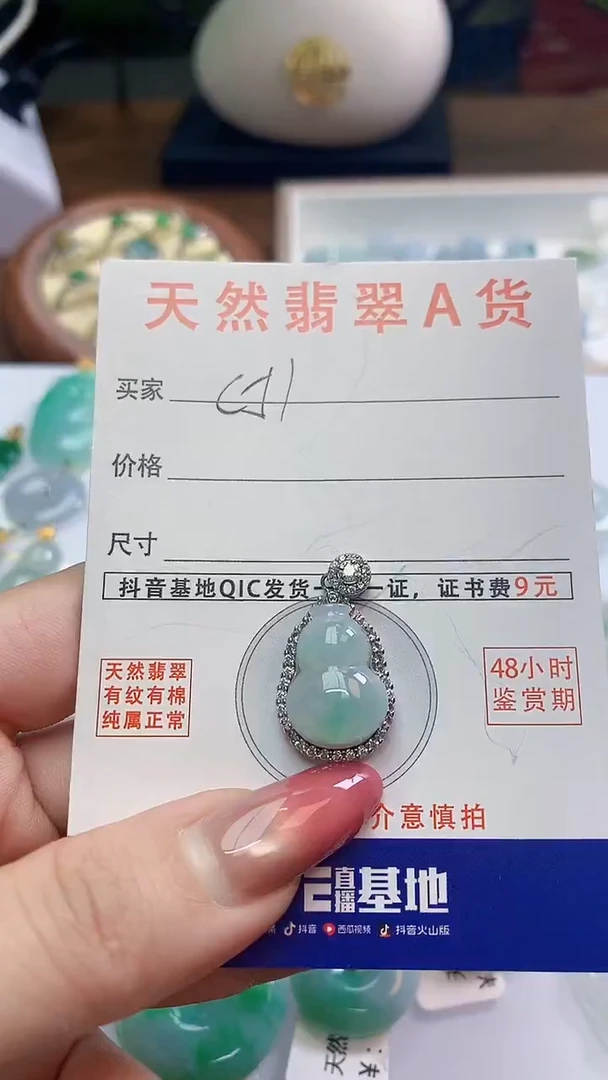 天然翡翠A货
买家
价格
尺寸
抖音基地QIC发货 一证，证书费9元
天然翡翠
有纹有棉
纯属正常
48小时
鉴赏期
介意慎拍
直播基地
抖音 西瓜视频 抖音火山版
天然